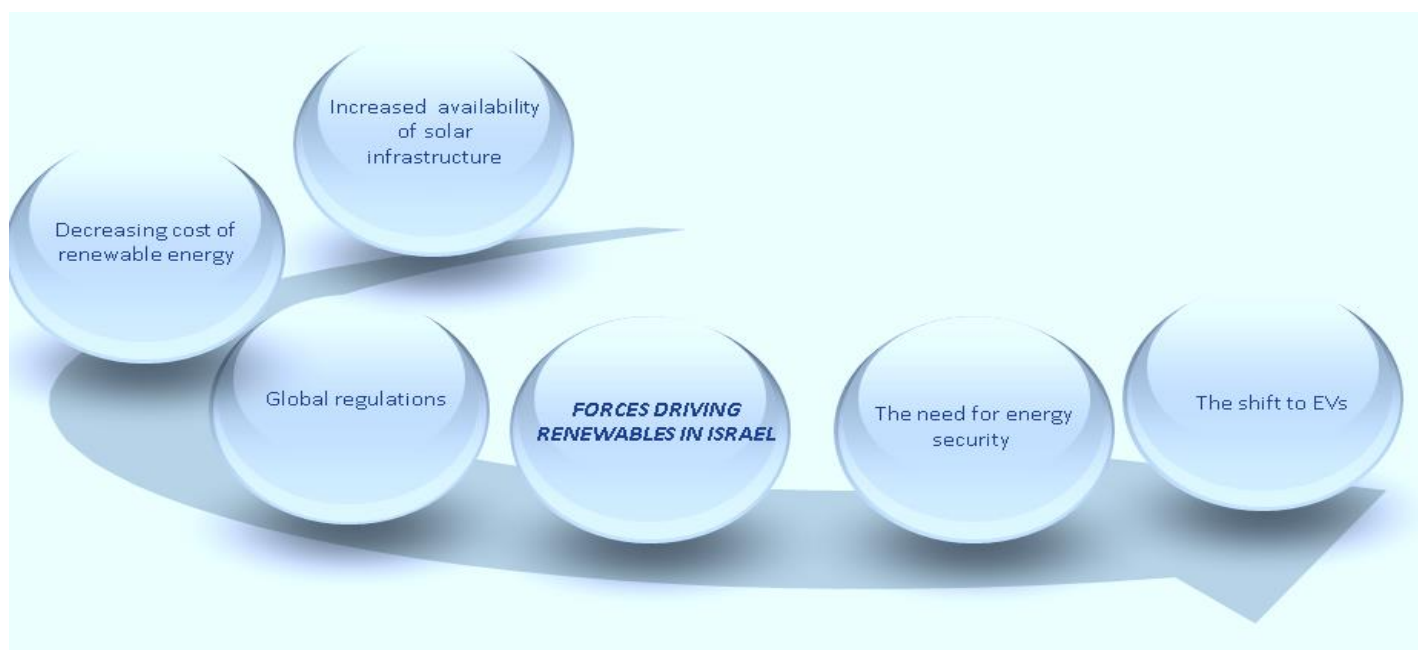 Increased availability
of solar
infrastructure
Decreasing cost of
renewable energy
Global regulations
FORCES DRIVING
RENEWABLES IN ISRAEL
The need for energy
security
The shift to EVs